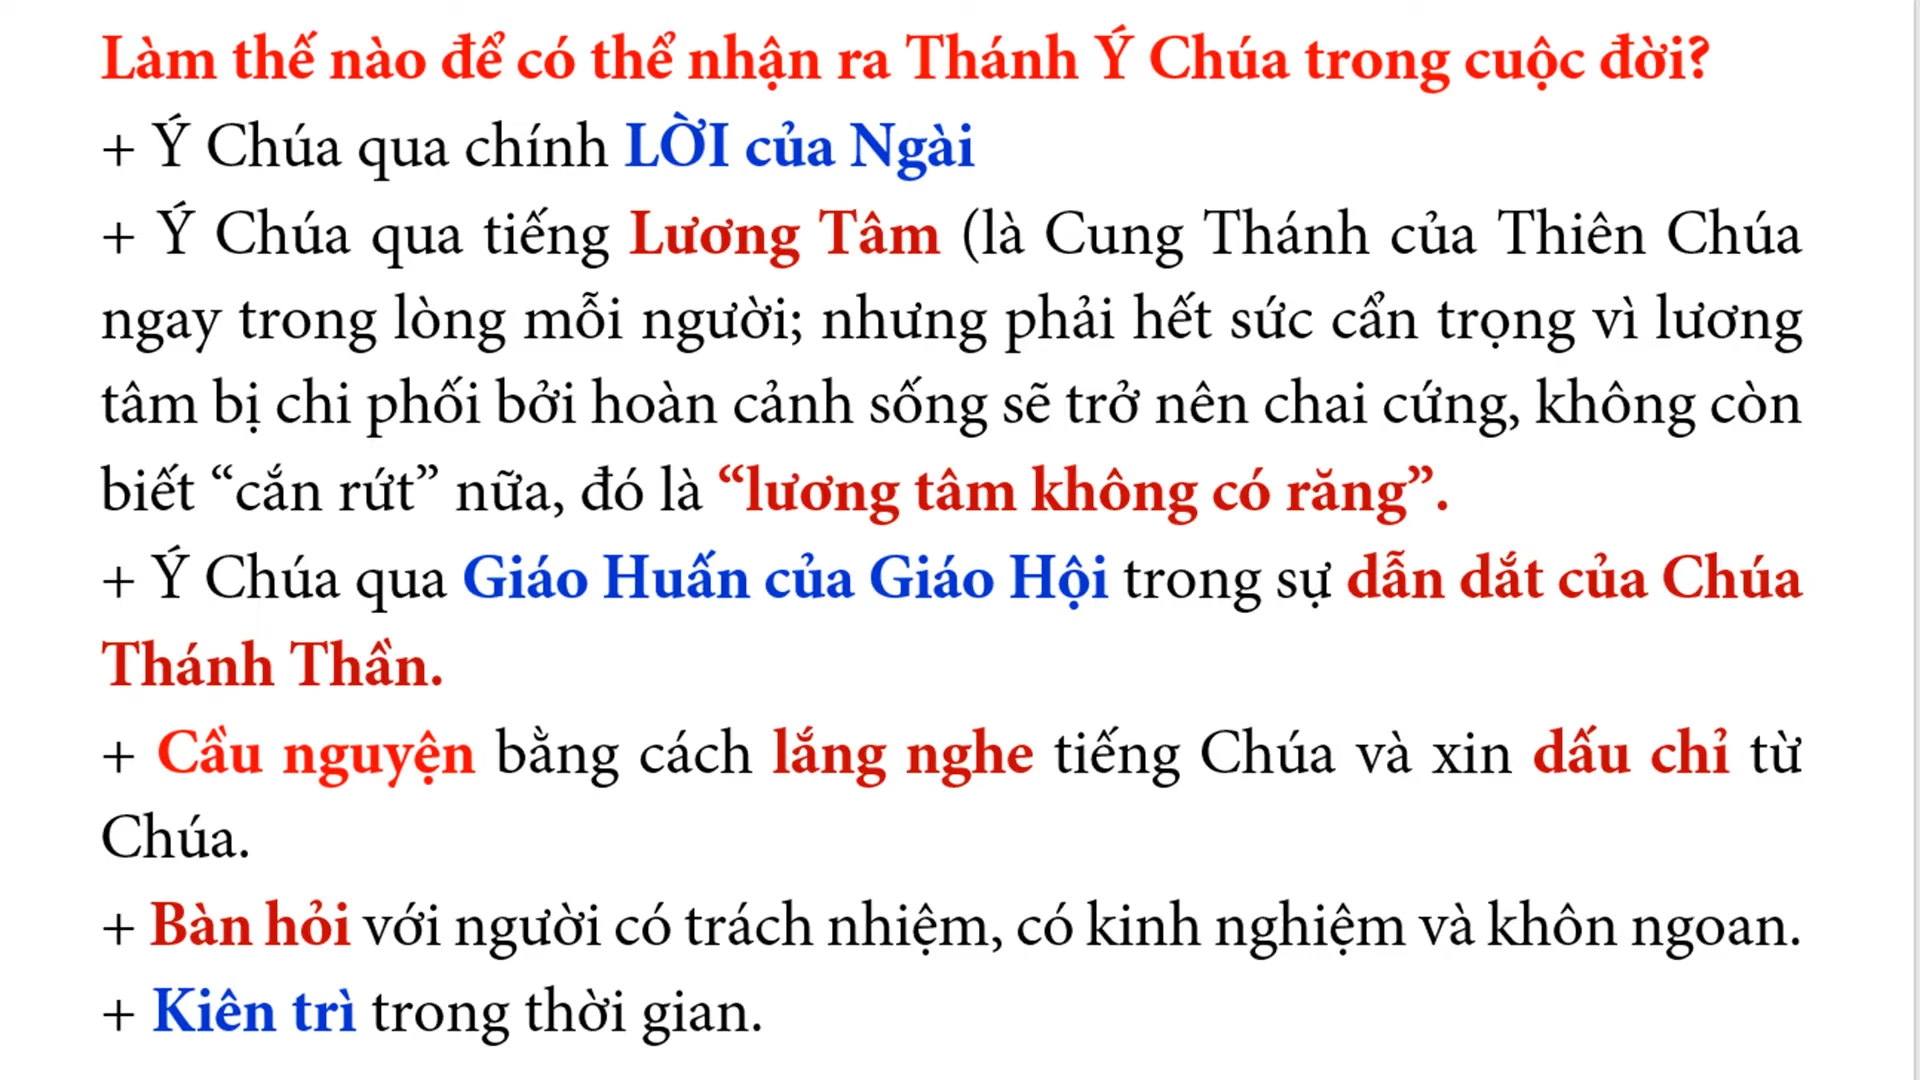 Làm thế nào để có thể nhận ra Thánh Ý Chúa trong cuộc đời?
+ Ý Chúa qua chính LỜI của Ngài
+ Ý Chúa qua tiếng Lương Tâm (là Cung Thánh của Thiên Chúa
ngay trong lòng mỗi người; nhưng phải hết sức cẩn trọng vì lương
tâm bị chi phối bởi hoàn cảnh sống sẽ trở nên chai cứng, không còn
biết “cắn rứt” nữa, đó là “lương tâm không có răng”.
+ Ý Chúa qua Giáo Huấn của Giáo Hội trong sự dẫn dắt của Chúa
Thánh Thần.
+ Cầu nguyện bằng cách lắng nghe tiếng Chúa và xin dấu chỉ từ
Chúa.
+ Bàn hỏi với người có trách nhiệm, có kinh nghiệm và khôn ngoan.
+ Kiên trì trong thời gian.